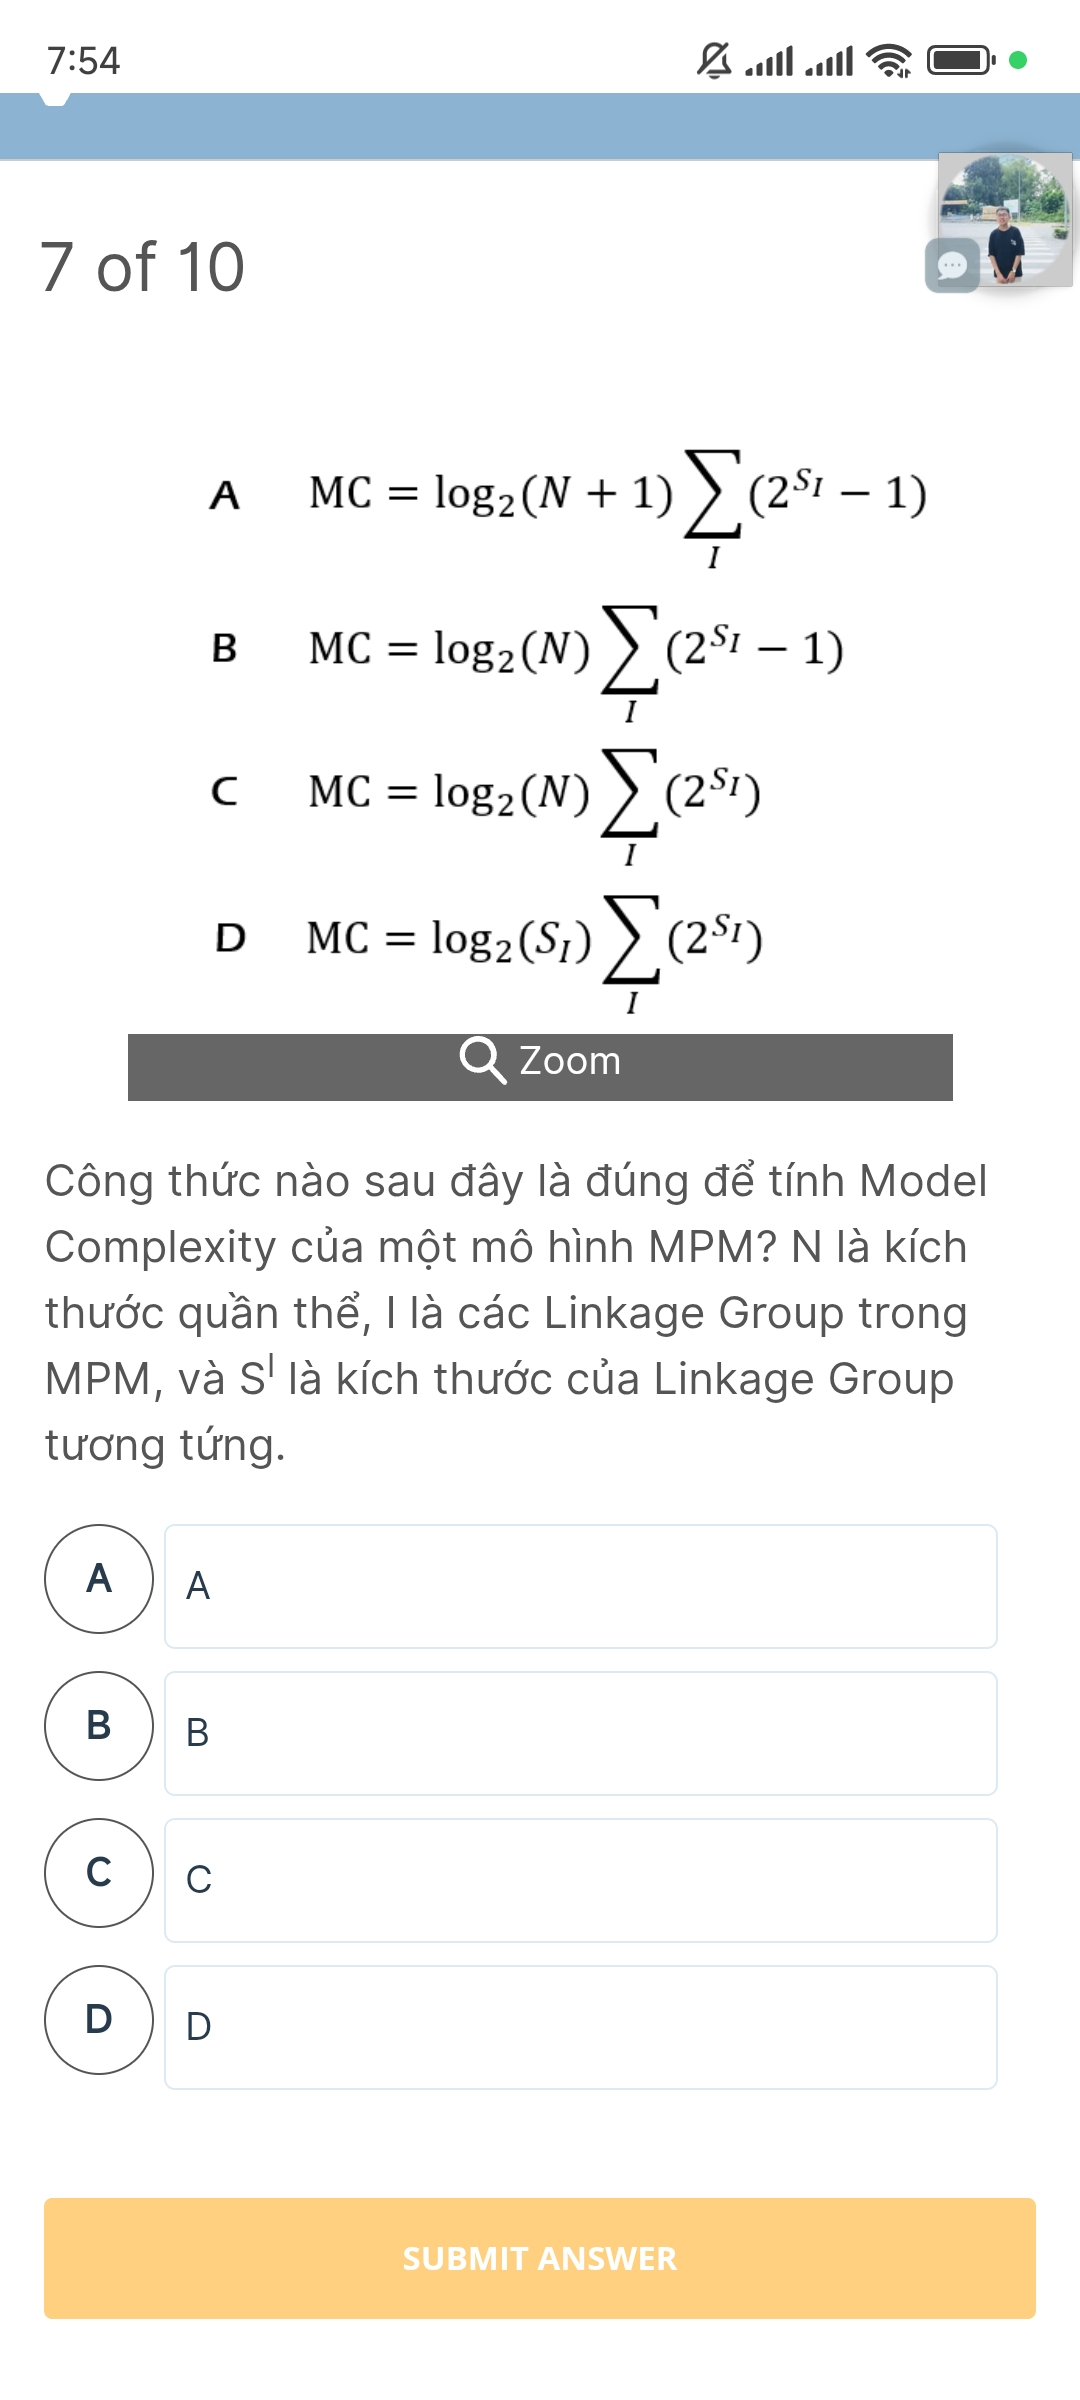 7:54
7 of 10
A MC = log₂(N + 1) ∑_I (2^{S_I} − 1)
B MC = log₂(N) ∑_I (2^{S_I} − 1)
C MC = log₂(N) ∑_I (2^{S_I})
D MC = log₂(S_I) ∑_I (2^{S_I})
Zoom
Công thức nào sau đây là đúng để tính Model
Complexity của một mô hình MPM? N là kích
thước quần thể, I là các Linkage Group trong
MPM, và Sᴵ là kích thước của Linkage Group
tương tứng.
A A
B B
C C
D D
SUBMIT ANSWER